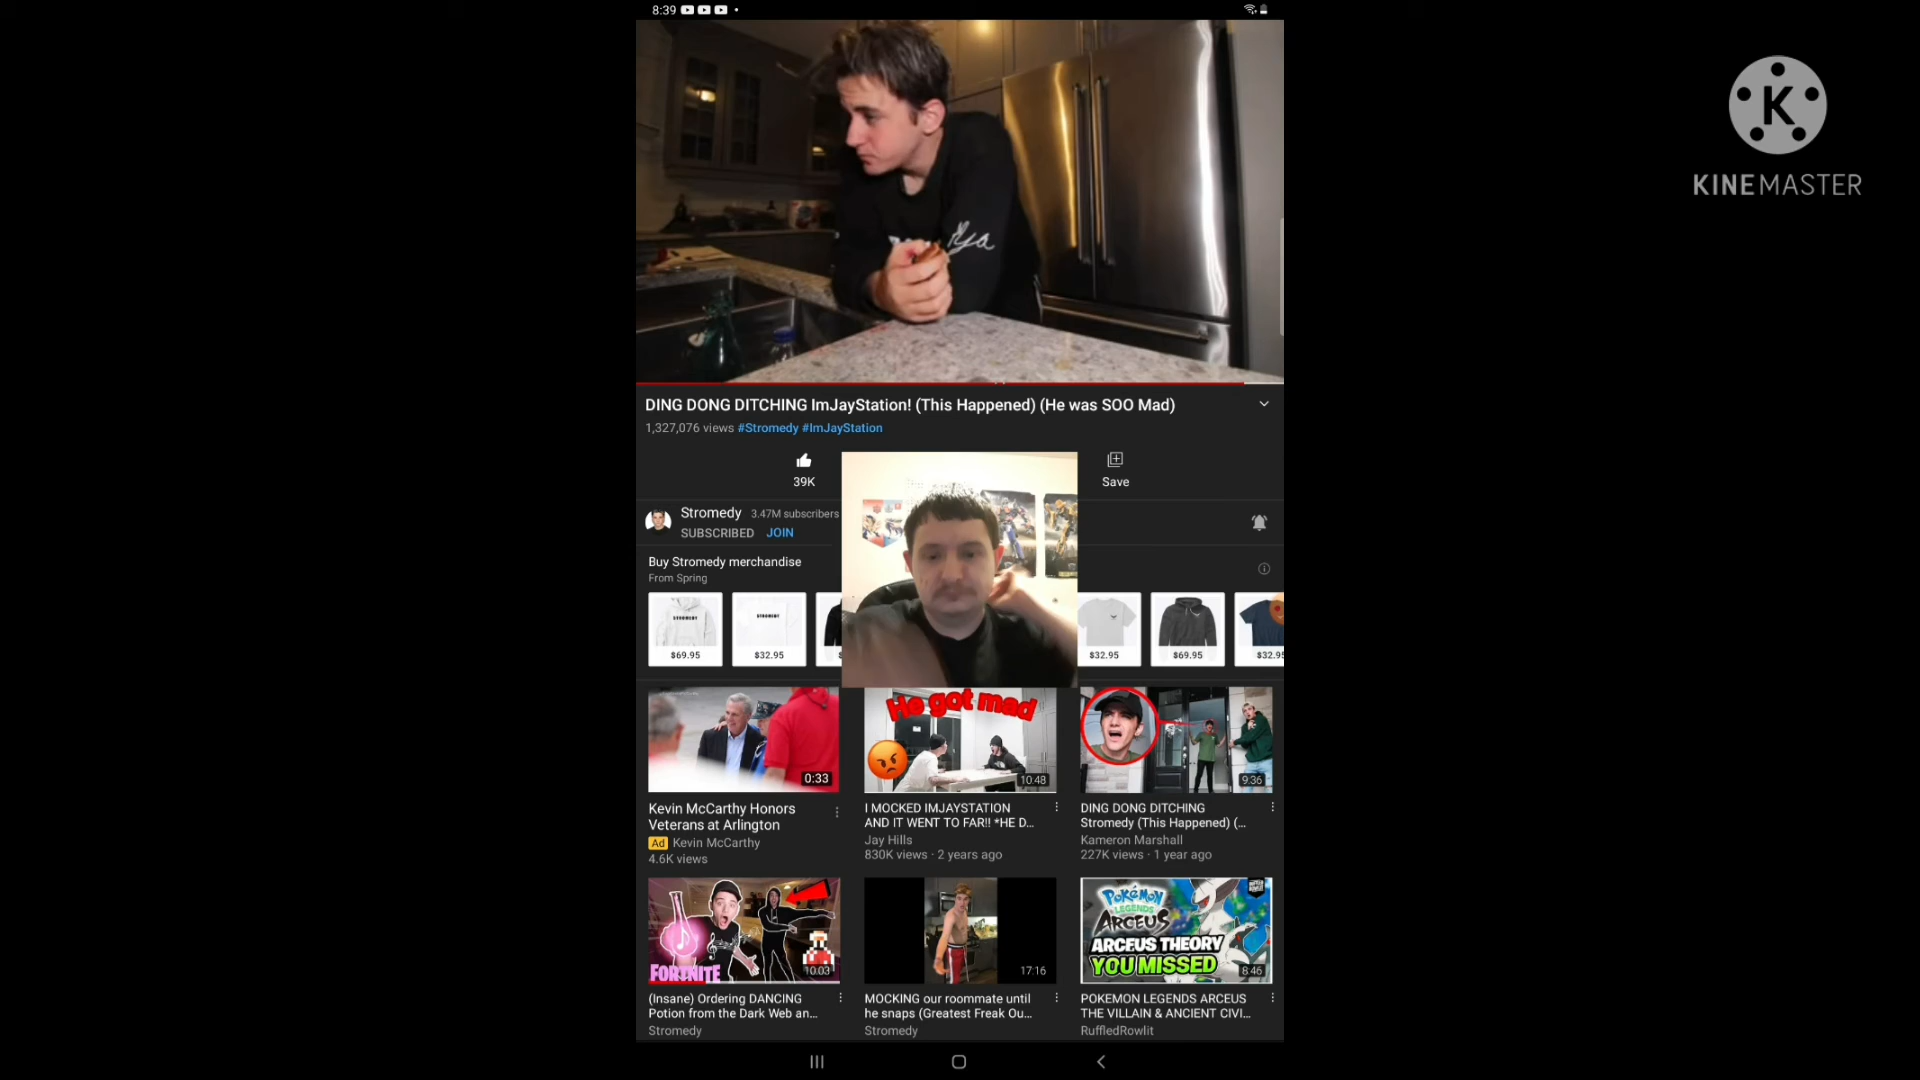 8:39
KINEMASTER
DING DONG DITCHING ImJayStation! (This Happened) (He was SOO Mad)
1,327,076 views #Stromedy #ImJayStation
39K
Save
Stromedy 3.47M subscribers
SUBSCRIBED JOIN
Buy Stromedy merchandise
From Spring
STROMEDY
STROMEDY
$69.95
$32.95
$32.95
$69.95
$32.95
He got mad
0:33
10:48
9:36
Kevin McCarthy Honors
Veterans at Arlington
Ad Kevin McCarthy
4.6K views
I MOCKED IMJAYSTATION
AND IT WENT TO FAR!! *HE D...
Jay Hills
830K views · 2 years ago
DING DONG DITCHING
Stromedy (This Happened) (...
Kameron Marshall
227K views · 1 year ago
FORTNITE
10:03
17:16
POKÉMON
LEGENDS
ARCEUS
ARCEUS THEORY
YOU MISSED
8:46
(Insane) Ordering DANCING
Potion from the Dark Web an...
Stromedy
MOCKING our roommate until
he snaps (Greatest Freak Ou...
Stromedy
POKEMON LEGENDS ARCEUS
THE VILLAIN & ANCIENT CIVI...
RuffledRowlit